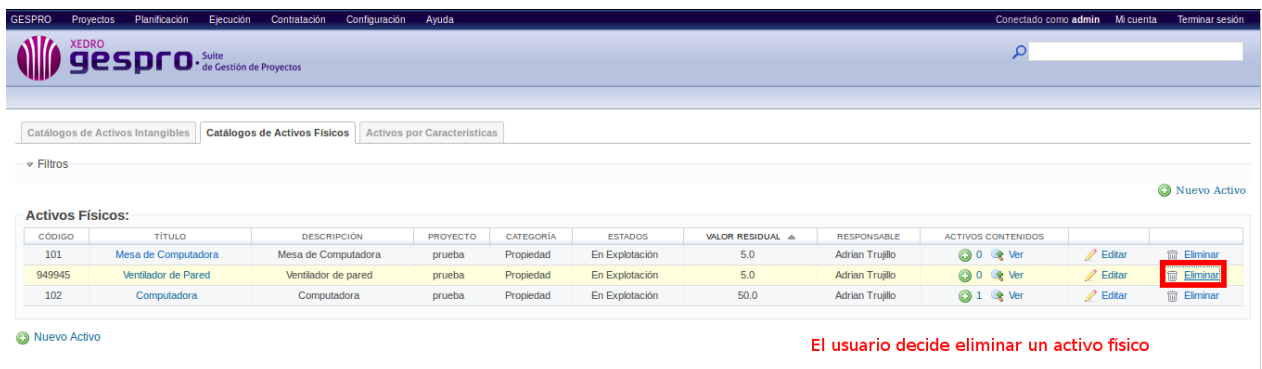 GESPRO Proyectos Planificación Ejecución Contratación Configuración Ayuda Conectado como admin Mi cuenta Terminar sesión
XEDRO
gespro. Suite
de Gestión de Proyectos
Catálogos de Activos Intangibles Catálogos de Activos Físicos Activos por Características
Filtros
Nuevo Activo
Activos Físicos:
CÓDIGO TÍTULO DESCRIPCIÓN PROYECTO CATEGORÍA ESTADOS VALOR RESIDUAL RESPONSABLE ACTIVOS CONTENIDOS
101 Mesa de Computadora Mesa de Computadora prueba Propiedad En Explotación 5.0 Adrian Trujillo 0 Ver Editar Eliminar
949945 Ventilador de Pared Ventilador de pared prueba Propiedad En Explotación 5.0 Adrian Trujillo 0 Ver Editar Eliminar
102 Computadora Computadora prueba Propiedad En Explotación 50.0 Adrian Trujillo 1 Ver Editar Eliminar
Nuevo Activo
El usuario decide eliminar un activo físico